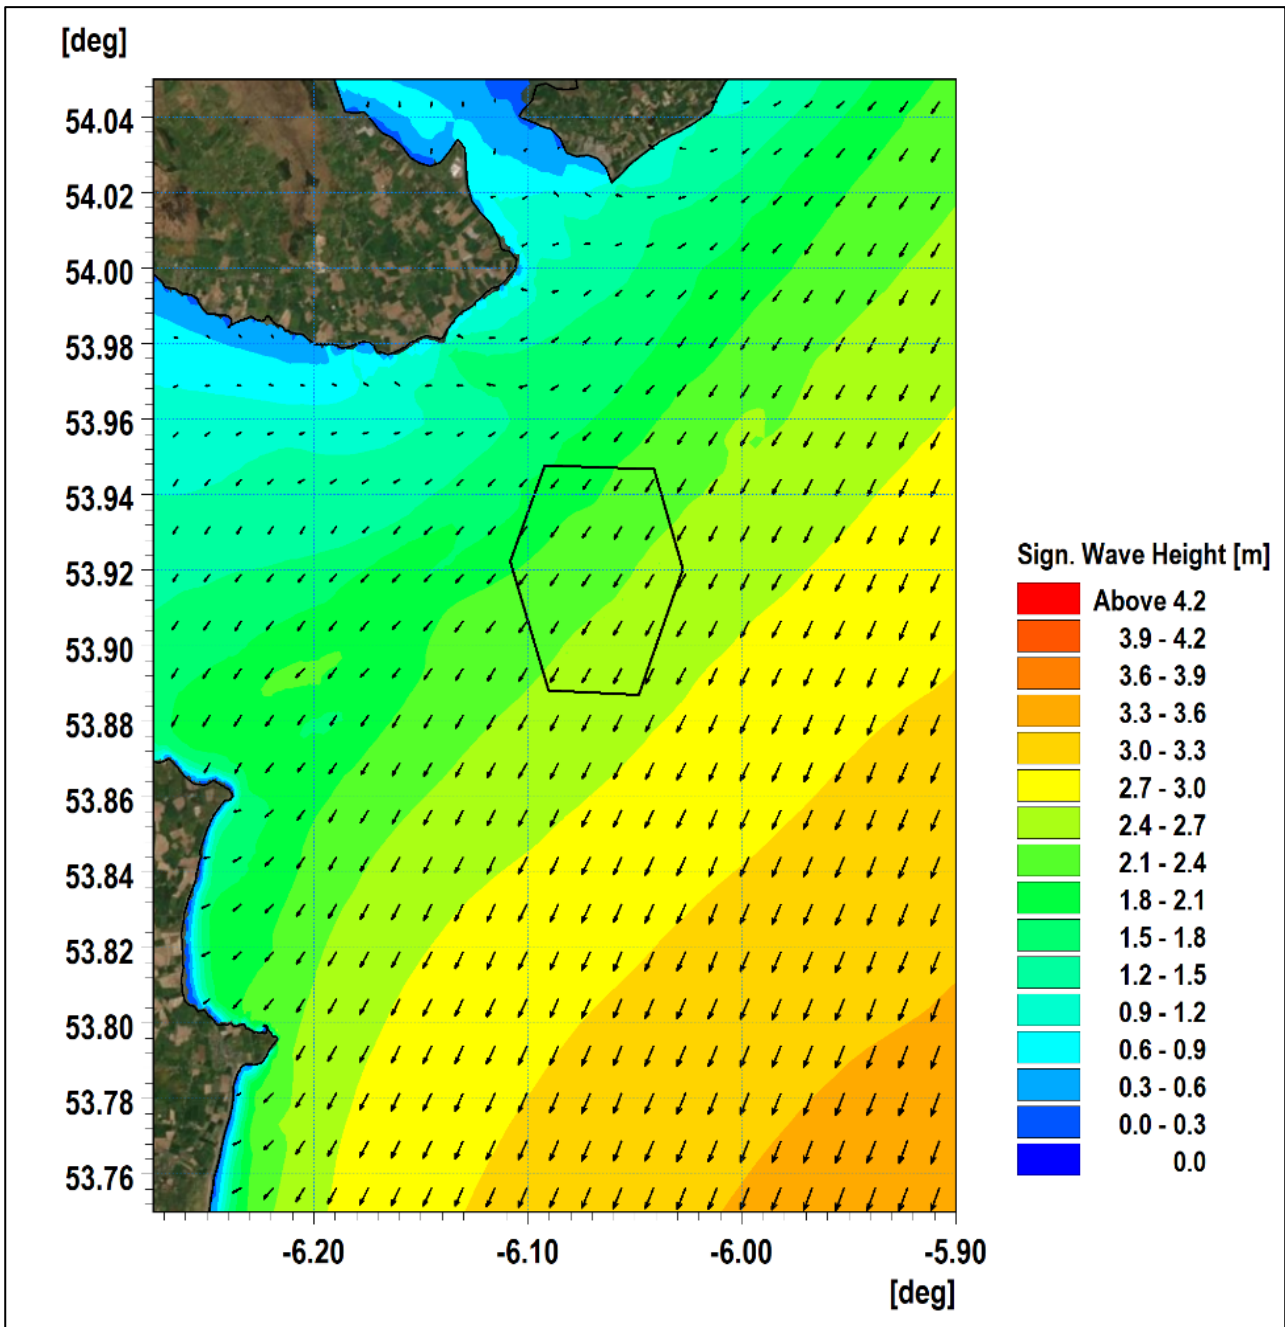 [deg]
54.04
54.02
54.00
53.98
53.96
53.94
53.92
53.90
53.88
53.86
53.84
53.82
53.80
53.78
53.76
-6.20 -6.10 -6.00 -5.90
[deg]
Sign. Wave Height [m]
Above 4.2
3.9 - 4.2
3.6 - 3.9
3.3 - 3.6
3.0 - 3.3
2.7 - 3.0
2.4 - 2.7
2.1 - 2.4
1.8 - 2.1
1.5 - 1.8
1.2 - 1.5
0.9 - 1.2
0.6 - 0.9
0.3 - 0.6
0.0 - 0.3
0.0